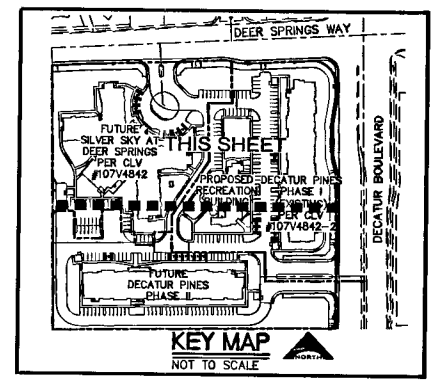 DEER SPRINGS WAY
FUTURE
SILVER SKY AT
DEER SPRINGS
PER CLV
#107V4842
THIS SHEET
PROPOSED
RECREATION
BUILDING
DECATUR PINES
PHASE I
(EXISTING)
PER CLV
#107V4842-2
DECATUR BOULEVARD
FUTURE
DECATUR PINES
PHASE II
KEY MAP
NOT TO SCALE
NORTH